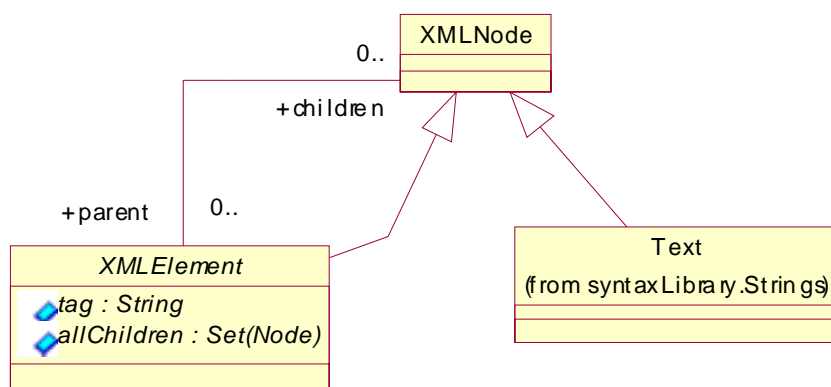 XMLNode
0..
+children
+parent
0..
XMLElement
tag : String
allChildren : Set(Node)
Text
(from syntaxLibrary.Strings)